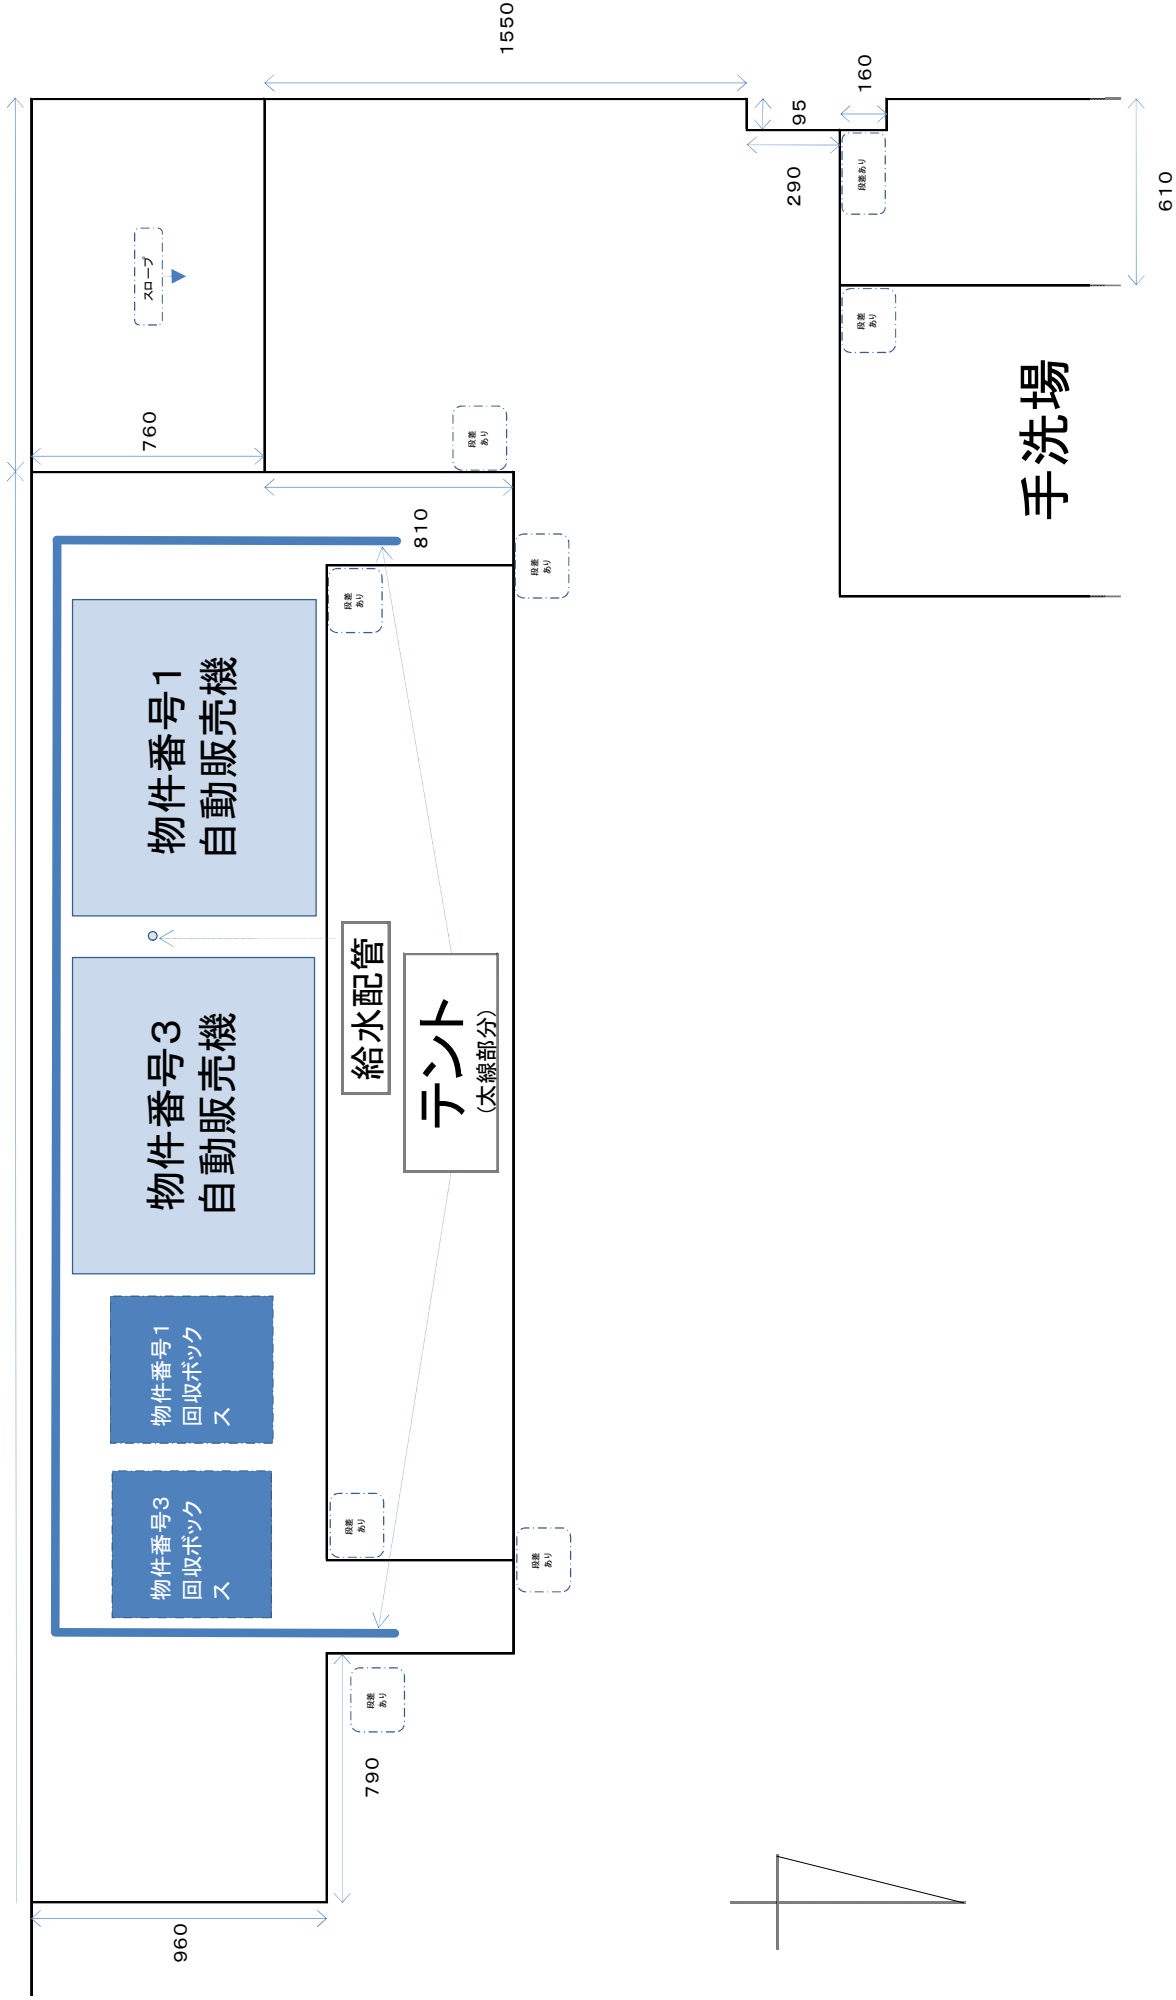 1550
160
95
290
610
段差あり
スロープ
段差
あり
手洗場
760
段差
あり
810
段差
あり
段差
あり
物件番号1
自動販売機
給水配管
テント
(太線部分)
物件番号3
自動販売機
物件番号1
回収ボック
ス
物件番号3
回収ボック
ス
段差
あり
段差
あり
段差
あり
790
960